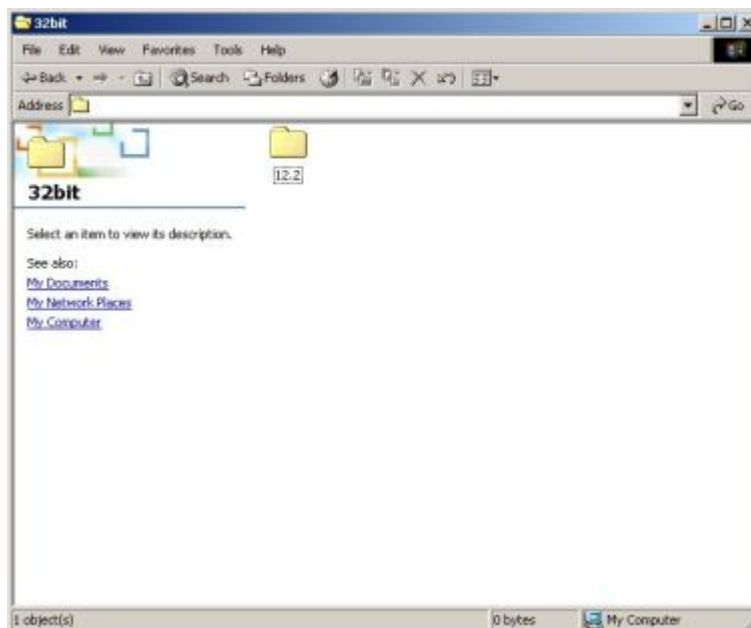 32bit
File Edit View Favorites Tools Help
Back Search Folders
Address Go
32bit
Select an item to view its description.
See also:
My Documents
My Network Places
My Computer
12.2
1 object(s) 0 bytes My Computer